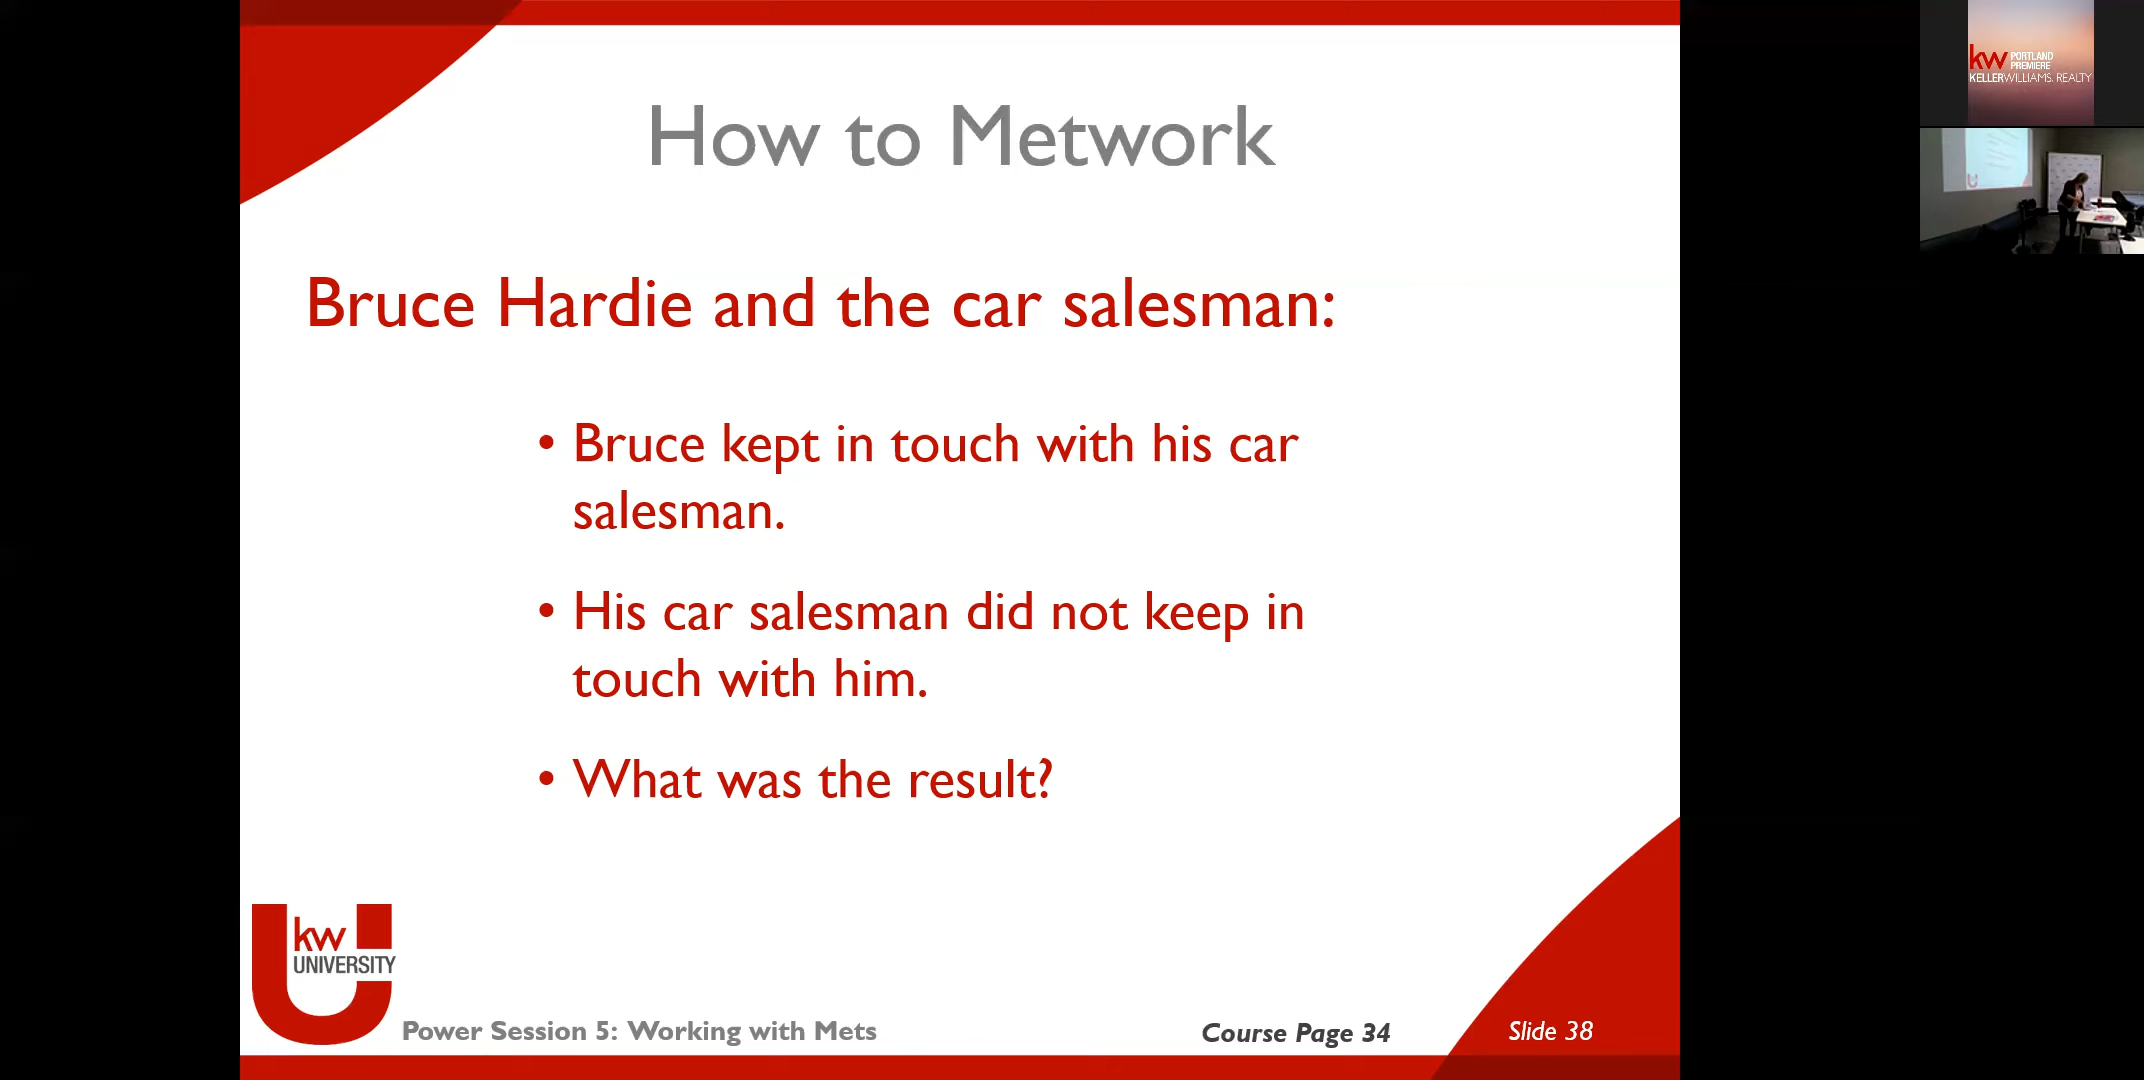 How to Metwork
Bruce Hardie and the car salesman:
• Bruce kept in touch with his car
salesman.
• His car salesman did not keep in
touch with him.
• What was the result?
kw
UNIVERSITY
Power Session 5: Working with Mets
Course Page 34
Slide 38
kw PORTLAND
PREMIERE
KELLERWILLIAMS. REALTY